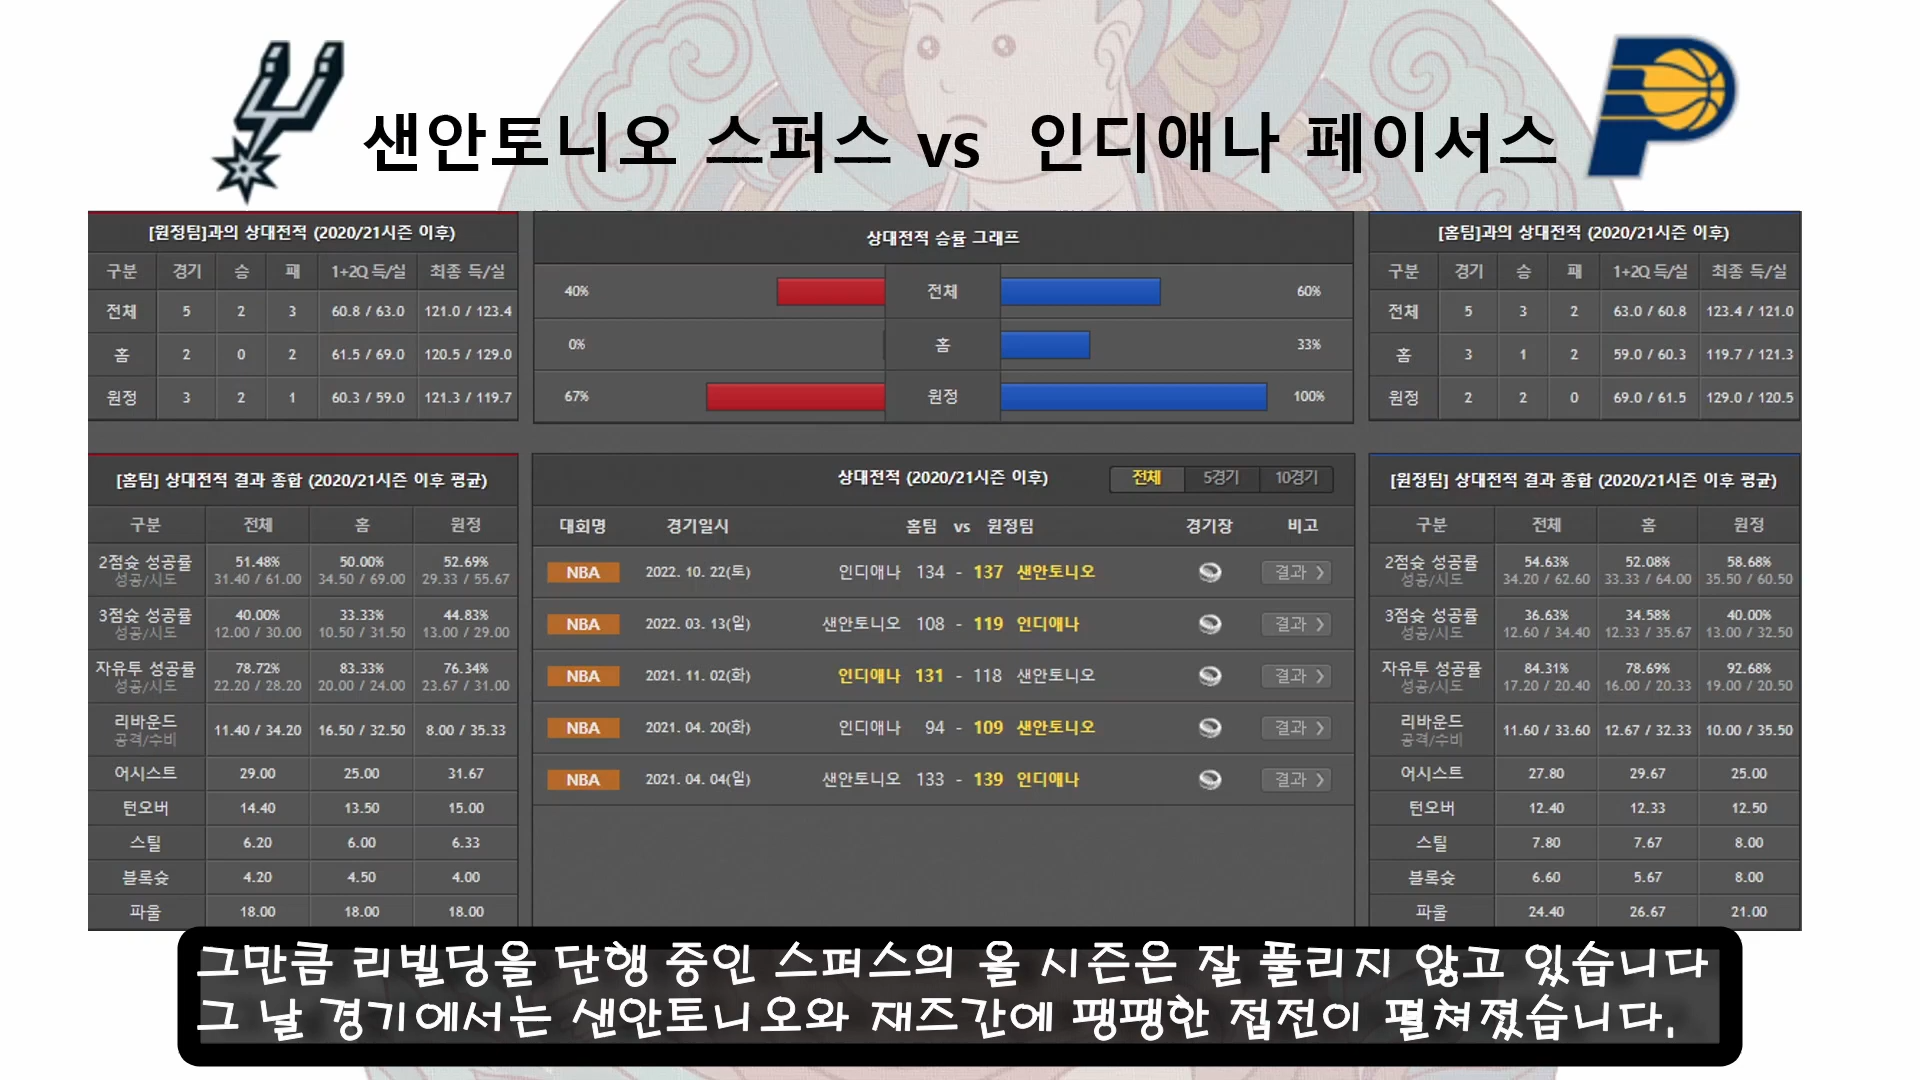 샌안토니오 스퍼스 vs 인디애나 페이서스
[원정팀]과의 상대전적 (2020/21시즌 이후)
구분 경기 승 패 1+2Q 득/실 최종 득/실
전체 5 2 3 60.8 / 63.0 121.0 / 123.4
홈 2 0 2 61.5 / 69.0 120.5 / 129.0
원정 3 2 1 60.3 / 59.0 121.3 / 119.7
상대전적 승률 그래프
40% 전체 60%
0% 홈 33%
67% 원정 100%
[홈팀]과의 상대전적 (2020/21시즌 이후)
구분 경기 승 패 1+2Q 득/실 최종 득/실
전체 5 3 2 63.0 / 60.8 123.4 / 121.0
홈 3 1 2 59.0 / 60.3 119.7 / 121.3
원정 2 2 0 69.0 / 61.5 129.0 / 120.5
[홈팀] 상대전적 결과 종합 (2020/21시즌 이후 평균)
구분 전체 홈 원정
2점슛 성공률 51.48% 50.00% 52.69%
성공/시도 31.40 / 61.00 34.50 / 69.00 29.33 / 55.67
3점슛 성공률 40.00% 33.33% 44.83%
성공/시도 12.00 / 30.00 10.50 / 31.50 13.00 / 29.00
자유투 성공률 78.72% 83.33% 76.34%
성공/시도 22.20 / 28.20 20.00 / 24.00 23.67 / 31.00
리바운드
공격/수비 11.40 / 34.20 16.50 / 32.50 8.00 / 35.33
어시스트 29.00 25.00 31.67
턴오버 14.40 13.50 15.00
스틸 6.20 6.00 6.33
블록슛 4.20 4.50 4.00
파울 18.00 18.00 18.00
상대전적 (2020/21시즌 이후) 전체 5경기 10경기
대회명 경기일시 홈팀 vs 원정팀 경기장 비고
NBA 2022. 10. 22(토) 인디애나 134 - 137 샌안토니오 결과 >
NBA 2022. 03. 13(일) 샌안토니오 108 - 119 인디애나 결과 >
NBA 2021. 11. 02(화) 인디애나 131 - 118 샌안토니오 결과 >
NBA 2021. 04. 20(화) 인디애나 94 - 109 샌안토니오 결과 >
NBA 2021. 04. 04(일) 샌안토니오 133 - 139 인디애나 결과 >
[원정팀] 상대전적 결과 종합 (2020/21시즌 이후 평균)
구분 전체 홈 원정
2점슛 성공률 54.63% 52.08% 58.68%
성공/시도 34.20 / 62.60 33.33 / 64.00 35.50 / 60.50
3점슛 성공률 36.63% 34.58% 40.00%
성공/시도 12.60 / 34.40 12.33 / 35.67 13.00 / 32.50
자유투 성공률 84.31% 78.69% 92.68%
성공/시도 17.20 / 20.40 16.00 / 20.33 19.00 / 20.50
리바운드
공격/수비 11.60 / 33.60 12.67 / 32.33 10.00 / 35.50
어시스트 27.80 29.67 25.00
턴오버 12.40 12.33 12.50
스틸 7.80 7.67 8.00
블록슛 6.60 5.67 8.00
파울 24.40 26.67 21.00
그만큼 리빌딩을 단행 중인 스퍼스의 올 시즌은 잘 풀리지 않고 있습니다
그 날 경기에서는 샌안토니오와 재즈간에 팽팽한 접전이 펼쳐졌습니다.